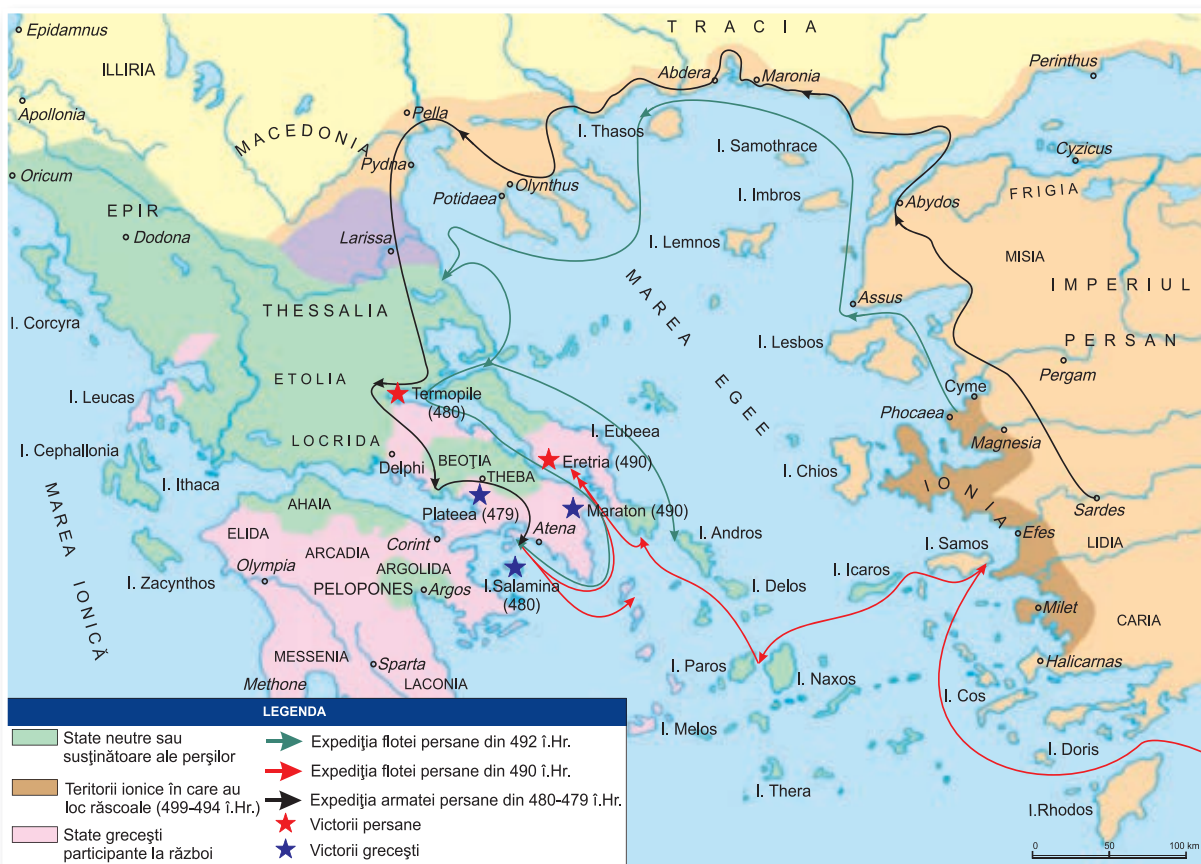 TRACIA
Epidamnus
ILLIRIA
Perinthus
Abdera
Maronia
Apollonia
Pella
MACEDONIA
I. Thasos
I. Samothrace
Cyzicus
Pydna
Oricum
Olynthus
Potidaea
I. Imbros
FRIGIA
Abydos
EPIR
Dodona
Larissa
I. Lemnos
MISIA
MAREA EGEE
IMPERIUL
PERSAN
Assus
THESSALIA
I. Corcyra
I. Lesbos
Pergam
ETOLIA
Termopile
(480)
Cyme
I. Leucas
Phocaea
Magnesia
LOCRIDA
I. Eubeea
I. Cephallonia
Delphi
BEOȚIA
Eretria (490)
I. Chios
THEBA
IONIA
I. Ithaca
Sardes
AHAIA
Plateea (479)
Maraton (490)
MAREA IONICĂ
ELIDA
Corint
Atena
I. Andros
Efes
I. Samos
LIDIA
ARCADIA
Olympia
ARGOLIDA
I. Zacynthos
PELOPONES
Argos
I.Salamina
(480)
I. Delos
I. Icaros
Milet
CARIA
MESSENIA
Sparta
I. Paros
Halicarnas
Methone
LACONIA
I. Naxos
I. Cos
I. Melos
I. Doris
I. Thera
I.Rhodos
LEGENDA
State neutre sau
susținătoare ale perșilor
Teritorii ionice în care au
loc răscoale (499-494 î.Hr.)
State grecești
participante la război
Expediția flotei persane din 492 î.Hr.
Expediția flotei persane din 490 î.Hr.
Expediția armatei persane din 480-479 î.Hr.
Victorii persane
Victorii grecești
0 50 100 km